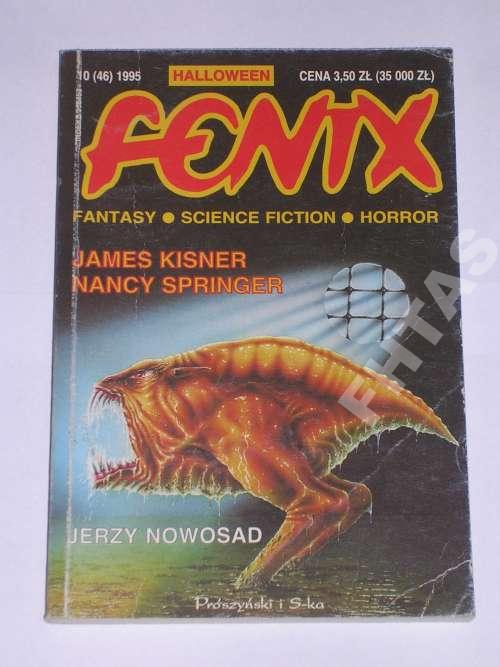 10 (46) 1995
HALLOWEEN
CENA 3,50 ZŁ (35 000 ZŁ)
FENIX
FANTASY ● SCIENCE FICTION ● HORROR
JAMES KISNER
NANCY SPRINGER
FHTAS
JERZY NOWOSAD
Prószyński i S-ka